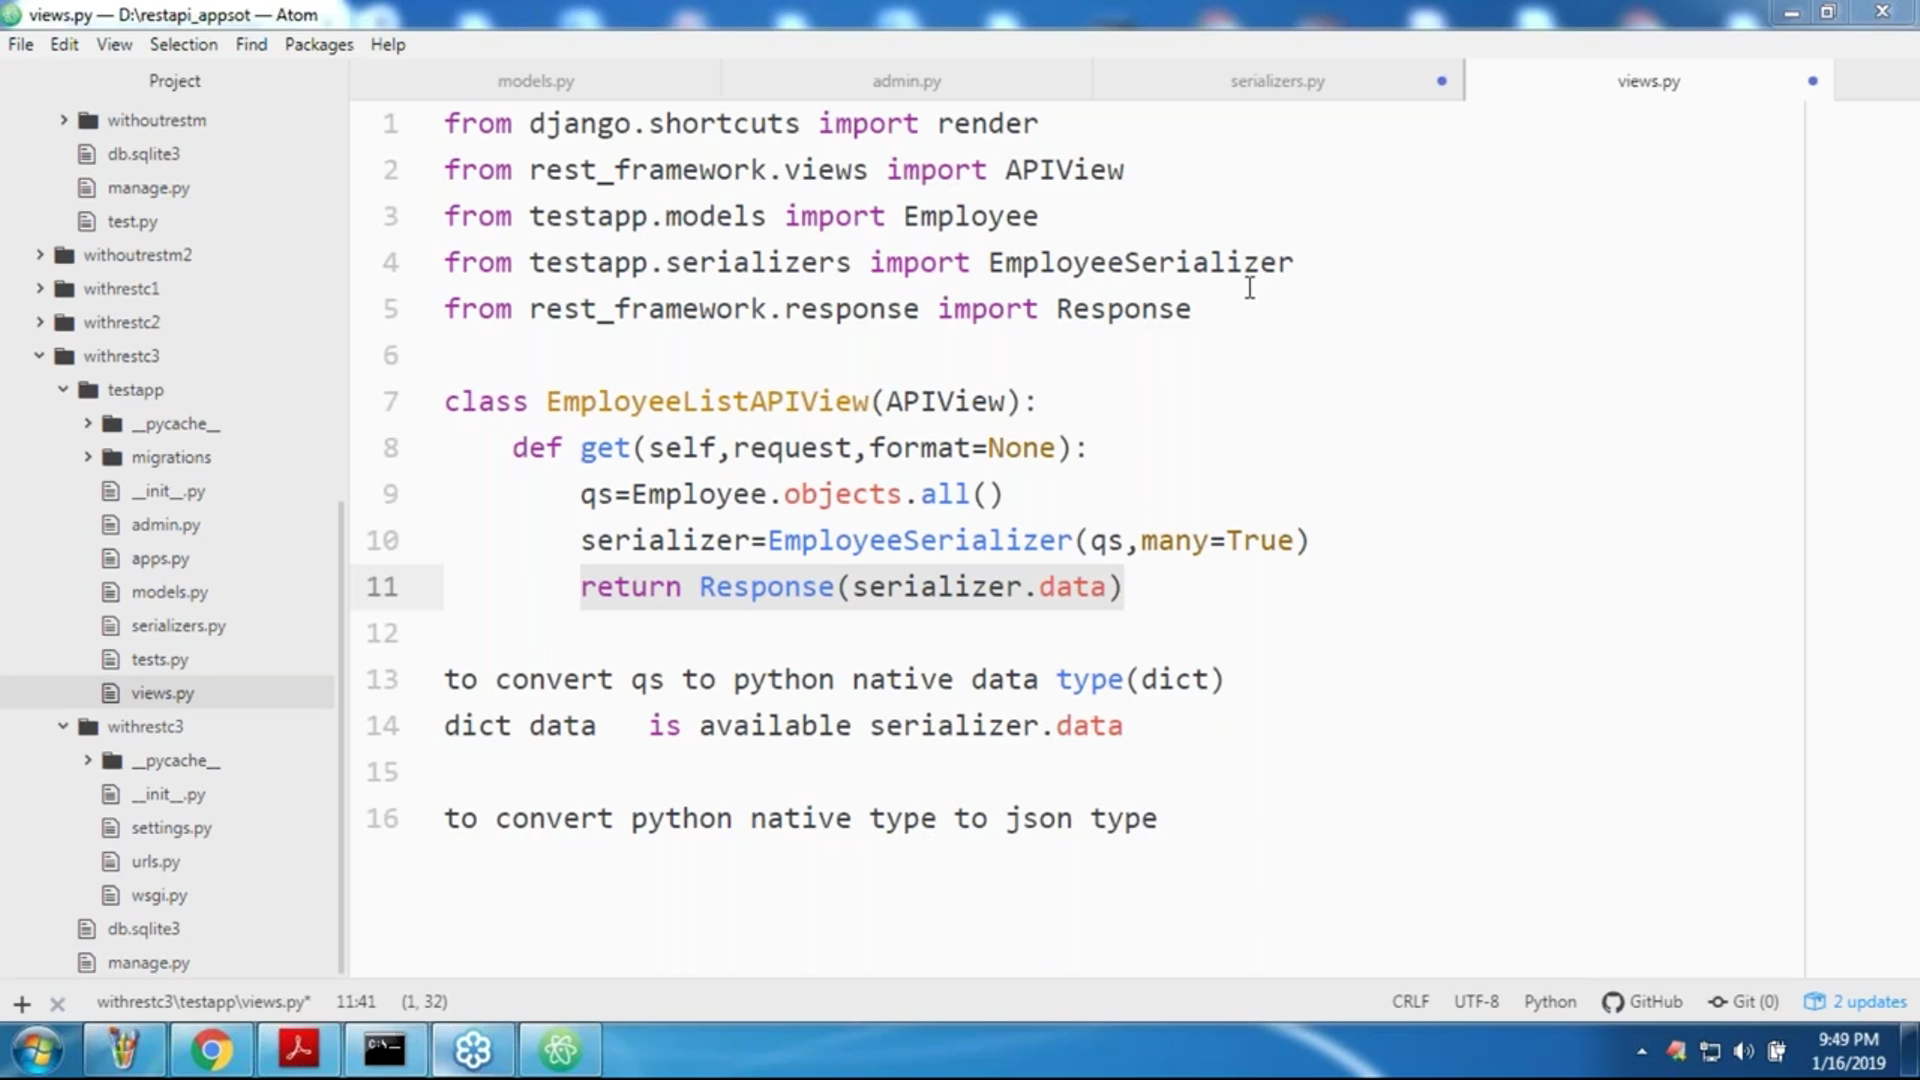 views.py — D:\restapi_appsot — Atom
File Edit View Selection Find Packages Help
Project
models.py
admin.py
serializers.py
views.py
withoutrestm
db.sqlite3
manage.py
test.py
withoutrestm2
withrestc1
withrestc2
withrestc3
testapp
__pycache__
migrations
__init__.py
admin.py
apps.py
models.py
serializers.py
tests.py
views.py
withrestc3
__pycache__
__init__.py
settings.py
urls.py
wsgi.py
db.sqlite3
manage.py
1 from django.shortcuts import render
2 from rest_framework.views import APIView
3 from testapp.models import Employee
4 from testapp.serializers import EmployeeSerializer
5 from rest_framework.response import Response
6
7 class EmployeeListAPIView(APIView):
8 def get(self,request,format=None):
9 qs=Employee.objects.all()
10 serializer=EmployeeSerializer(qs,many=True)
11 return Response(serializer.data)
12
13 to convert qs to python native data type(dict)
14 dict data is available serializer.data
15
16 to convert python native type to json type
withrestc3\testapp\views.py* 11:41 (1, 32)
CRLF UTF-8 Python GitHub Git (0) 2 updates
C:\_
9:49 PM
1/16/2019